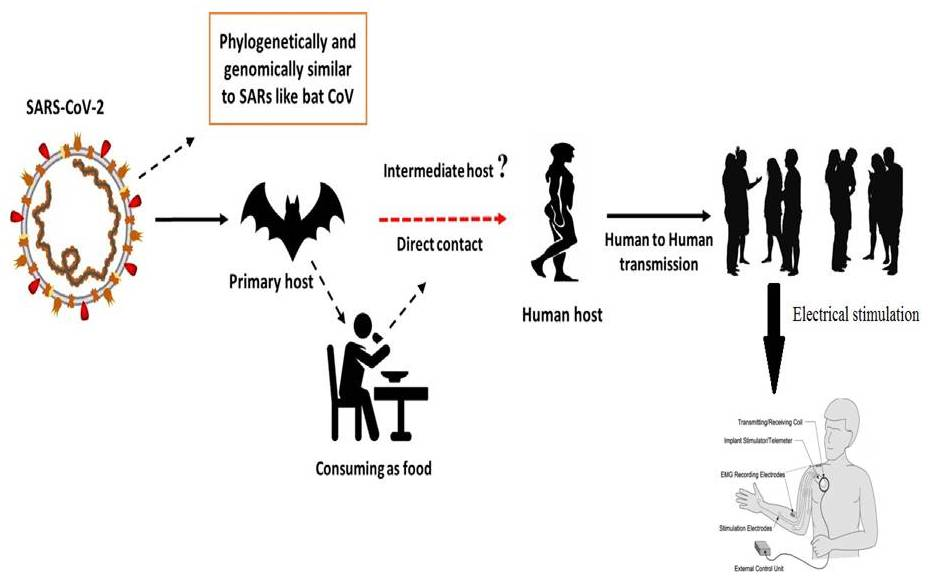 Phylogenetically and
genomically similar
to SARs like bat CoV
SARS-CoV-2
Intermediate host ?
Direct contact
Primary host
Human host
Human to Human
transmission
Electrical stimulation
Consuming as food
Transmitting/Receiving Coil
Implant Stimulator/Telemeter
EMG Recording Electrodes
Stimulation Electrodes
External Control Unit